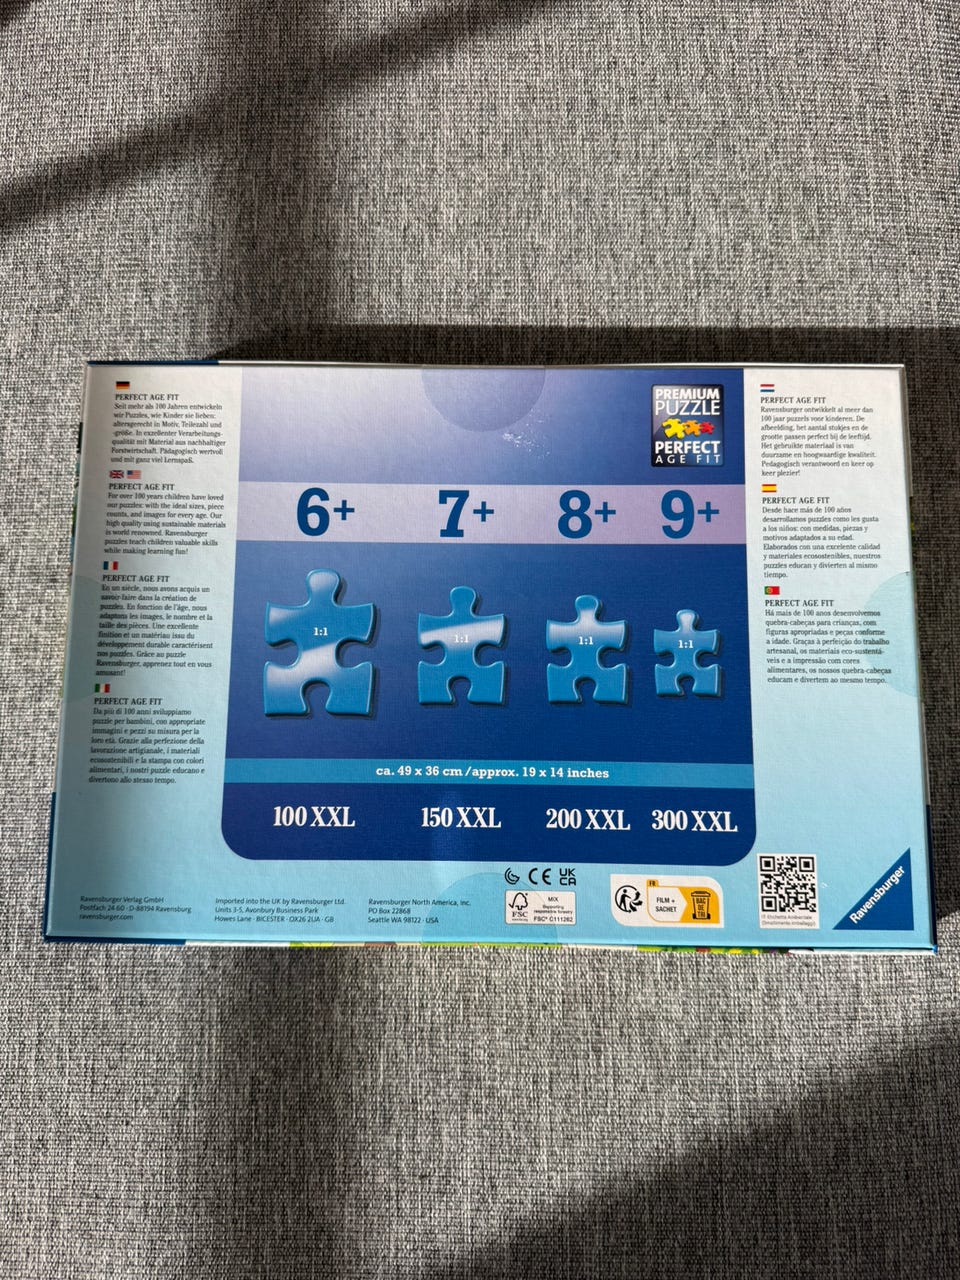 PERFECT AGE FIT
Seit mehr als 100 Jahren entwickeln
wir Puzzles, wie Kinder sie lieben:
altersgerecht in Motiv, Teilezahl und
-größe. In exzellenter Verarbeitungs-
qualität mit Material aus nachhaltiger
Forstwirtschaft. Pädagogisch wertvoll
und mit ganz viel Lernspaß.
PERFECT AGE FIT
For over 100 years children have loved
our puzzles: with the ideal sizes, piece
counts, and images for every age. Our
high quality using sustainable materials
is world renowned. Ravensburger
puzzles teach children valuable skills
while making learning fun!
PERFECT AGE FIT
En un siècle, nous avons acquis un
savoir-faire dans la création de
puzzles. En fonction de l'âge, nous
adaptons les images, le nombre et la
taille des pièces. Une excellente
finition et un matériau issu du
développement durable caractérisent
nos puzzles. Grâce au puzzle
Ravensburger, apprenez tout en vous
amusant!
PERFECT AGE FIT
Da più di 100 anni sviluppiamo
puzzle per bambini, con appropriate
immagini e pezzi su misura per la
loro età. Grazie alla perfezione della
lavorazione artigianale, i materiali
ecosostenibili e la stampa con colori
alimentari, i nostri puzzle educano e
divertono allo stesso tempo.
PREMIUM
PUZZLE
PERFECT
AGE FIT
6+ 7+ 8+ 9+
1:1 1:1 1:1 1:1
ca. 49 x 36 cm / approx. 19 x 14 inches
100 XXL 150 XXL 200 XXL 300 XXL
PERFECT AGE FIT
Ravensburger ontwikkelt al meer dan
100 jaar puzzels voor kinderen. De
afbeelding, het aantal stukjes en de
grootte passen perfect bij de leeftijd.
Het gebruikte materiaal is van
duurzame en hoogwaardige kwaliteit.
Pedagogisch verantwoord en keer op
keer plezier!
PERFECT AGE FIT
Desde hace más de 100 años
desarrollamos puzzles como les gusta
a los niños: con medidas, piezas y
motivos adaptados a su edad.
Elaborados con una excelente calidad
y materiales ecosostenibles, nuestros
puzzles educan y divierten al mismo
tiempo.
PERFECT AGE FIT
Há mais de 100 anos desenvolvemos
quebra-cabeças para crianças, com
figuras apropriadas e peças conforme
a idade. Graças à perfeição do trabalho
artesanal, os materiais eco-sustentá-
veis e a impressão com cores
alimentares, os nossos quebra-cabeças
educam e divertem ao mesmo tempo.
Ravensburger Verlag GmbH
Postfach 24 60 · D-88194 Ravensburg
ravensburger.com
Imported into the UK by Ravensburger Ltd.
Units 3-5, Avonbury Business Park
Howes Lane · BICESTER · OX26 2UA · GB
Ravensburger North America, Inc.
PO Box 22868
Seattle WA 98122 · USA
CE UK
CA
FSC
MIX
Supporting
responsible forestry
FSC® C111262
FR
FILM +
SACHET
BAC
DE
TRI
IT Etichetta Ambientale
(Smaltimento imballaggi)
Ravensburger